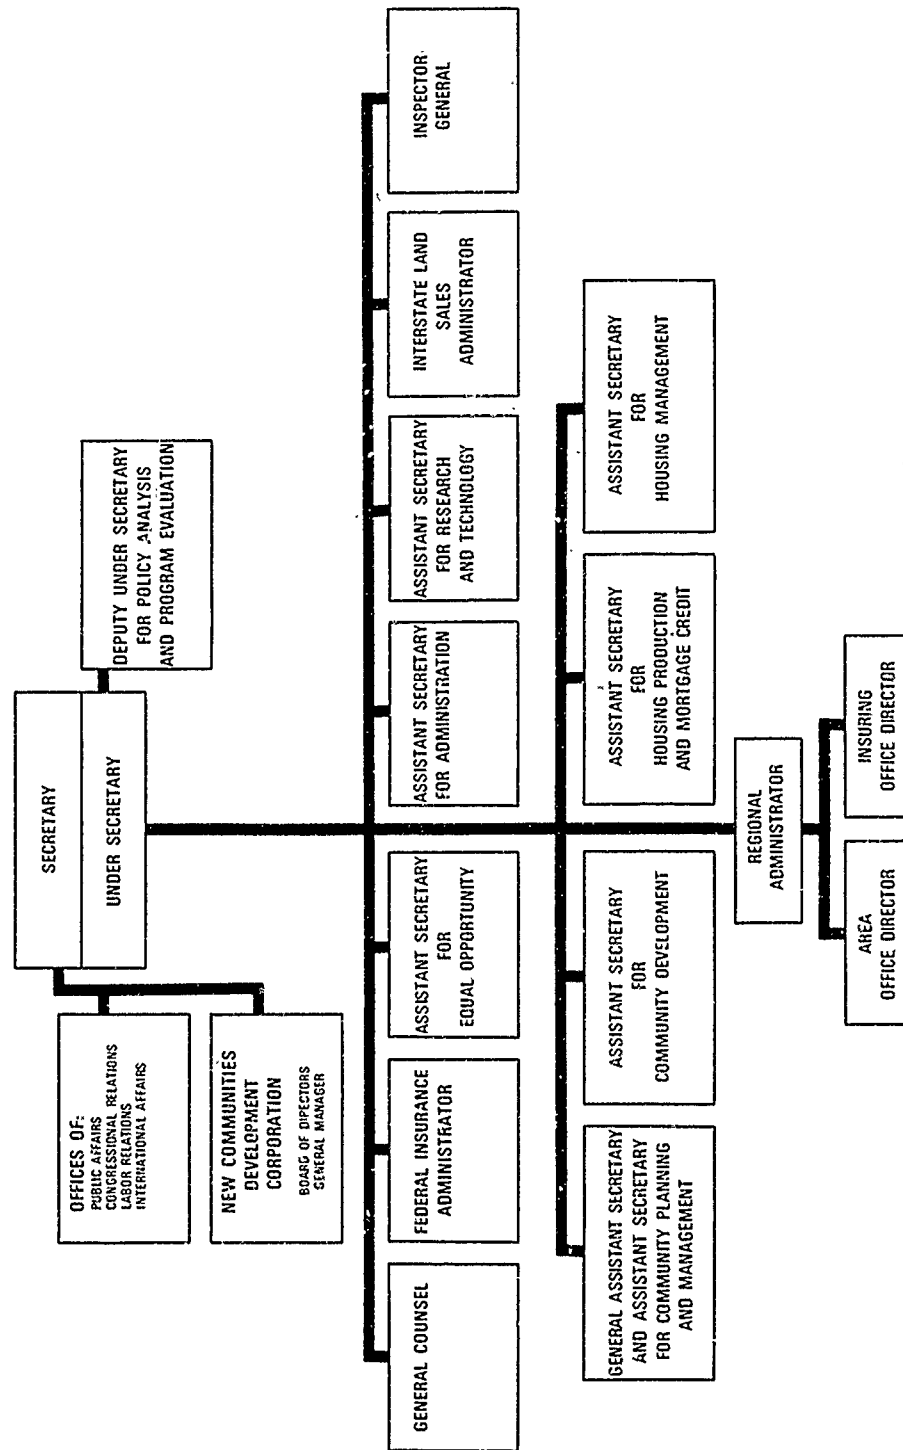 SECRETARY
UNDER SECRETARY
DEPUTY UNDER SECRETARY
FOR POLICY ANALYSIS
AND PROGRAM EVALUATION
OFFICES OF:
PUBLIC AFFAIRS
CONGRESSIONAL RELATIONS
LABOR RELATIONS
INTERNATIONAL AFFAIRS
NEW COMMUNITIES
DEVELOPMENT
CORPORATION
BOARD OF DIRECTORS
GENERAL MANAGER
GENERAL COUNSEL
FEDERAL INSURANCE
ADMINISTRATOR
ASSISTANT SECRETARY
FOR
EQUAL OPPORTUNITY
ASSISTANT SECRETARY
FOR ADMINISTRATION
ASSISTANT SECRETARY
FOR RESEARCH
AND TECHNOLOGY
INTERSTATE LAND
SALES
ADMINISTRATOR
INSPECTOR
GENERAL
GENERAL ASSISTANT SECRETARY
AND ASSISTANT SECRETARY
FOR COMMUNITY PLANNING
AND MANAGEMENT
ASSISTANT SECRETARY
FOR
COMMUNITY DEVELOPMENT
ASSISTANT SECRETARY
FOR
HOUSING PRODUCTION
AND MORTGAGE CREDIT
ASSISTANT SECRETARY
FOR
HOUSING MANAGEMENT
REGIONAL
ADMINISTRATOR
AREA
OFFICE DIRECTOR
INSURING
OFFICE DIRECTOR